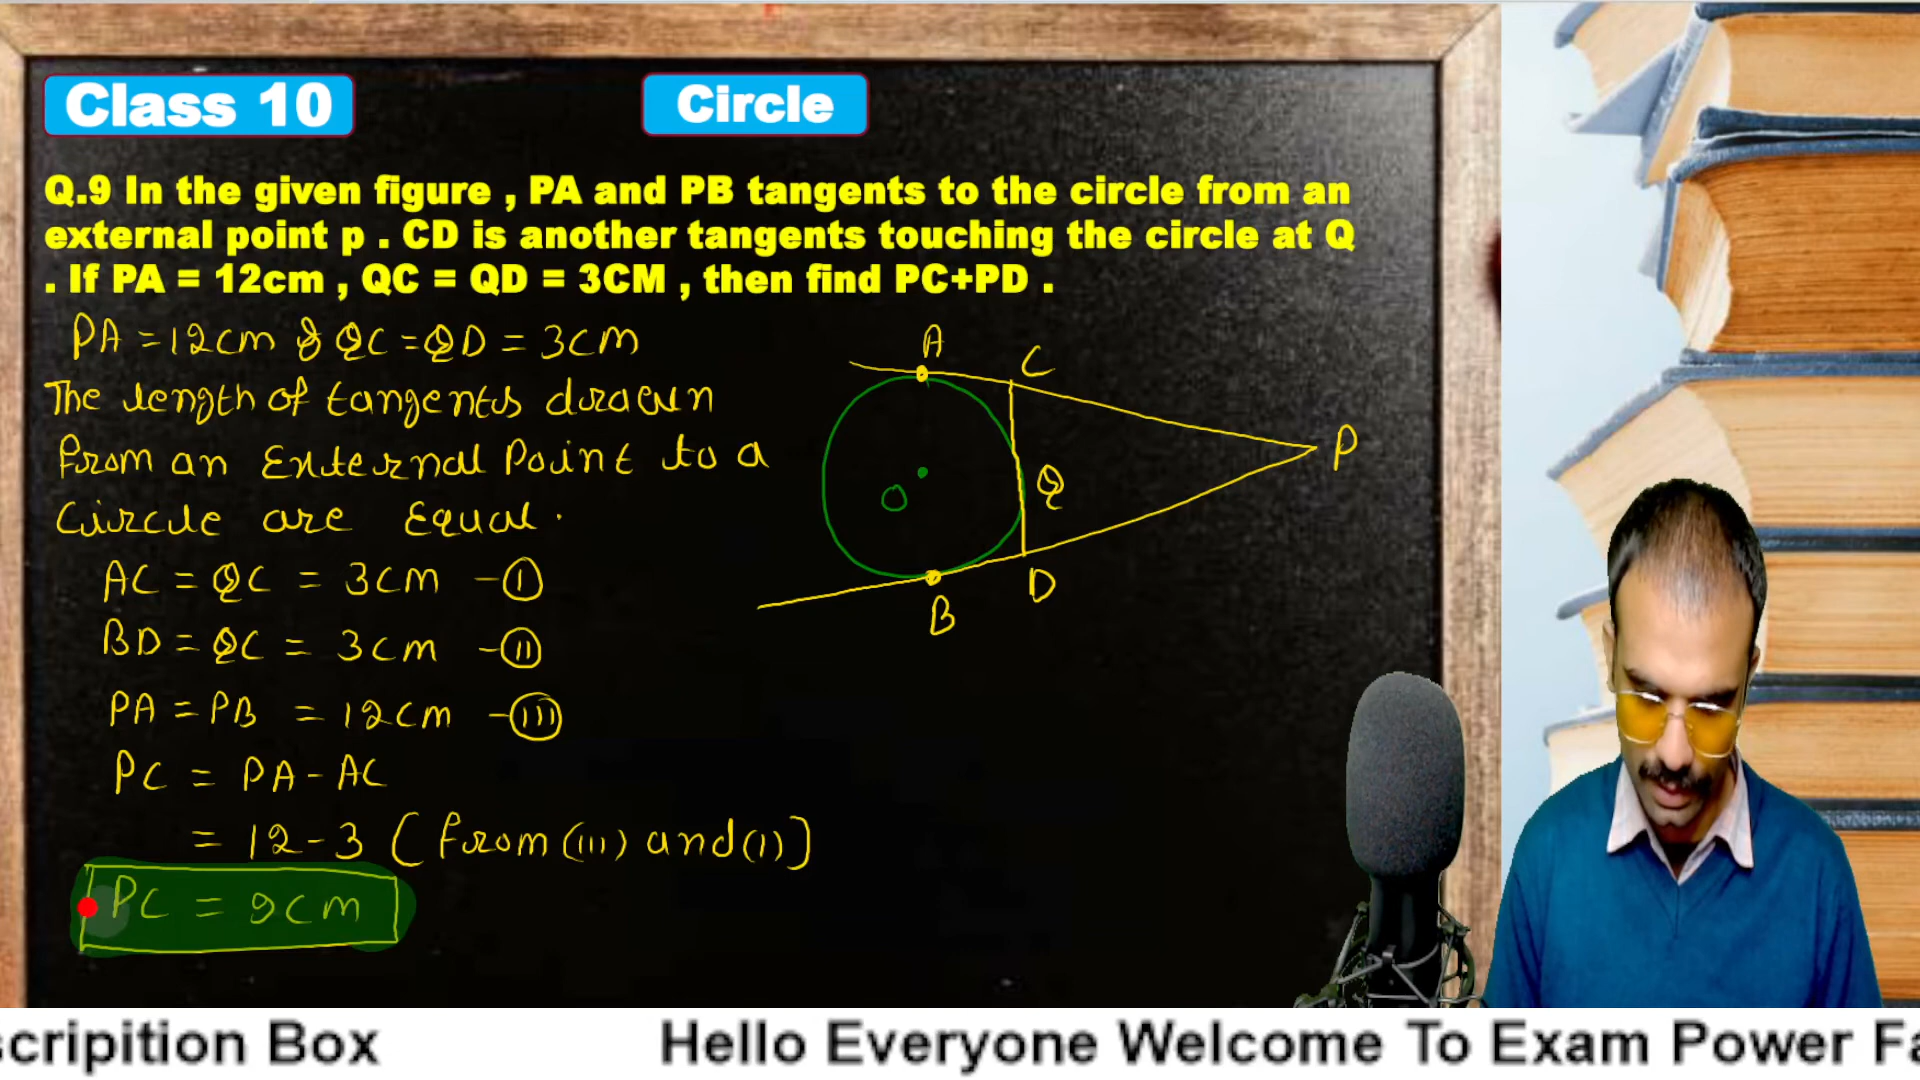 Class 10
Circle
Q.9 In the given figure , PA and PB tangents to the circle from an
external point p . CD is another tangents touching the circle at Q
. If PA = 12cm , QC = QD = 3CM , then find PC+PD .
PA = 12cm & QC = QD = 3cm
The length of tangents drawn
from an External Point to a
Circle are Equal .
AC = QC = 3cm - (I)
BD = QC = 3cm - (II)
PA = PB = 12cm - (III)
PC = PA - AC
= 12 - 3 (from (III) and (I)]
PC = 9cm
A
C
P
Q
O
D
B
scripition Box
Hello Everyone Welcome To Exam Power Fa